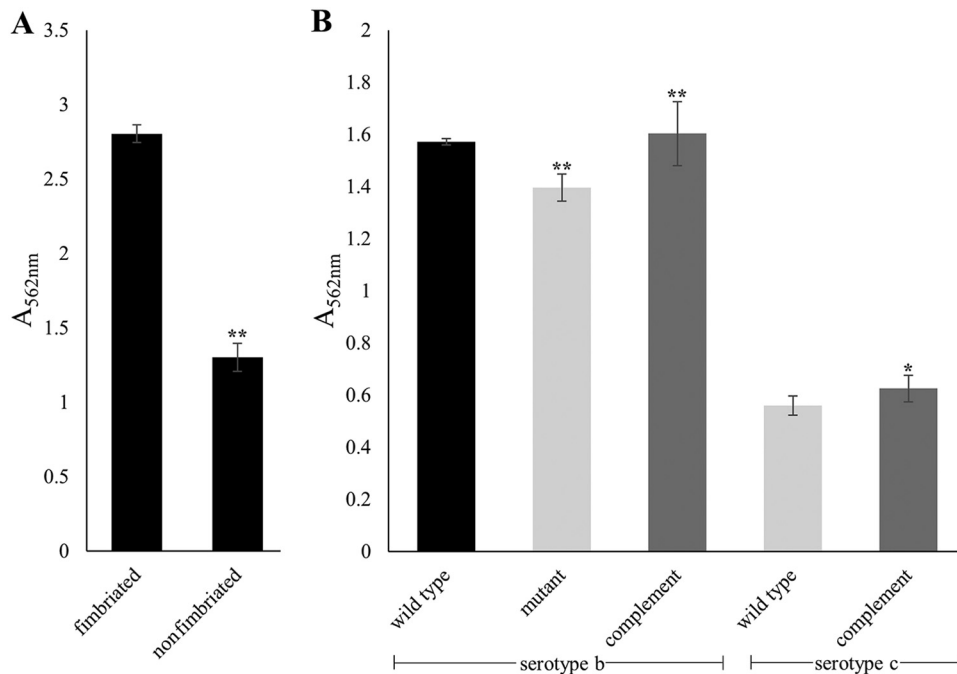 A
A562nm
3.5
3
2.5
2
1.5
1
0.5
0
**
fimbriated
nonfimbriated
B
A562nm
2
1.8
1.6
1.4
1.2
1
0.8
0.6
0.4
0.2
0
**
**
*
wild type
mutant
complement
wild type
complement
serotype b
serotype c